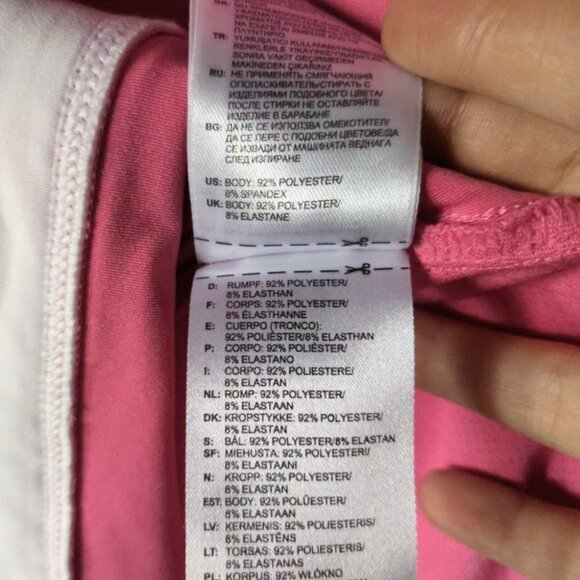 TR: YUMUŞATICI KULLANMAYINIZ/
RENKLERLE YIKAYINIZ/YIKAMADAN
SONRA VAKIT GEÇIRMEDEN
MAKINEDEN ÇIKARINIZ
RU: НЕ ПРИМЕНЯТЬ СМЯГЧАЮЩИЙ
ОПОЛАСКИВАТЕЛЬ/СТИРАТЬ С
ИЗДЕЛИЯМИ ПОДОБНОГО ЦВЕТА/
ПОСЛЕ СТИРКИ НЕ ОСТАВЛЯЙТЕ
ИЗДЕЛИЕ В БАРАБАНЕ
BG: ДА НЕ СЕ ИЗПОЛЗВА ОМЕКОТИТЕЛ/
ДА СЕ ПЕРЕ С ПОДОБНИ ЦВЕТОВЕ/ДА
СЕ ИЗВАДИ ОТ МАШИНАТА ВЕДНАГА
СЛЕД ИЗПИРАНЕ
US: BODY: 92% POLYESTER/
8% SPANDEX
UK: BODY: 92% POLYESTER/
8% ELASTANE
D: RUMPF: 92% POLYESTER/
8% ELASTHAN
F: CORPS: 92% POLYESTER/
8% ELASTHANNE
E: CUERPO (TRONCO):
92% POLIÉSTER/8% ELASTHAN
P: CORPO: 92% POLIÉSTER/
8% ELASTANO
I: CORPO: 92% POLIESTERE/
8% ELASTAN
NL: ROMP: 92% POLYESTER/
8% ELASTAAN
DK: KROPSTYKKE: 92% POLYESTER/
8% ELASTAN
S: BÅL: 92% POLYESTER/8% ELASTAN
SF: MIEHUSTA: 92% POLYESTERI/
8% ELASTAANI
N: KROPP: 92% POLYESTER/
8% ELASTAN
EST: BODY: 92% POLÜESTER/
8% ELASTAAN
LV: KERMENIS: 92% POLIESTERIS/
8% ELASTĒNS
LT: TORSAS: 92% POLIESTERIS/
8% ELASTANAS
PL: KORPUS: 92% WŁÓKNO